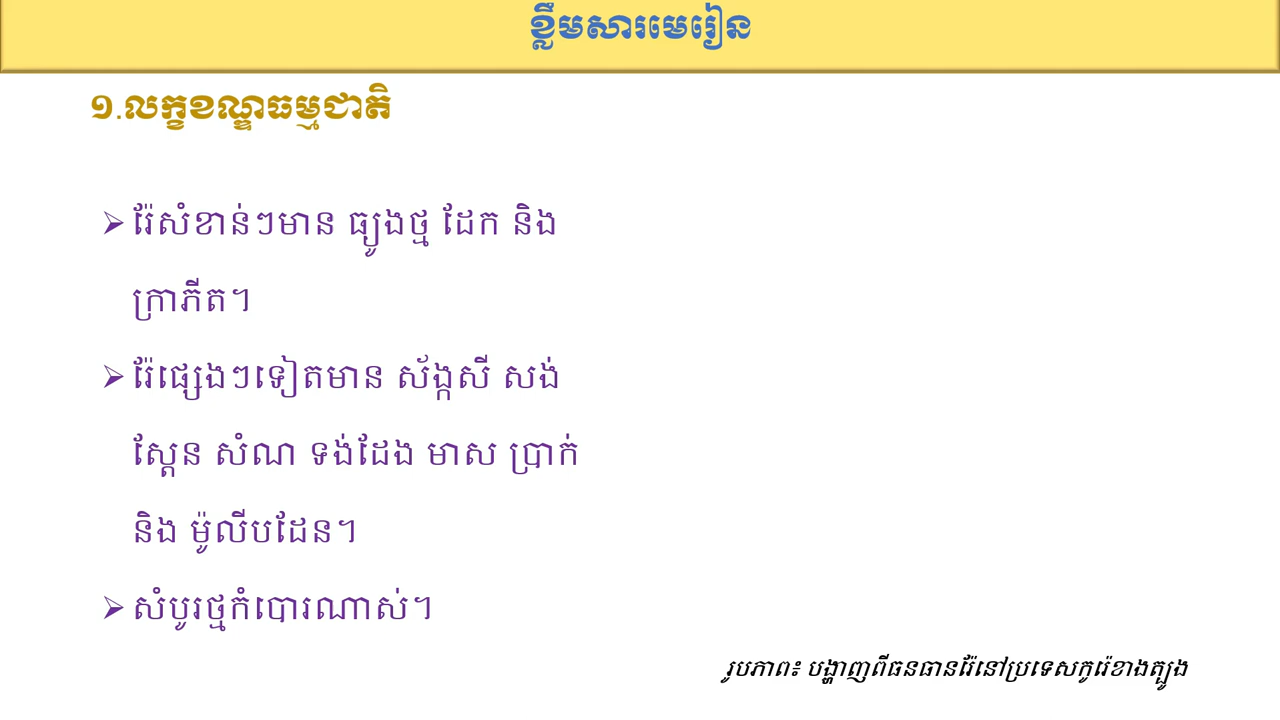 ខ្លឹមសារមេរៀន
១.លក្ខខណ្ឌធម្មជាតិ
➢ រ៉ែសំខាន់ៗមាន ធ្យូងថ្ម ដែក និង
ក្រាភីត។
➢ រ៉ែផ្សេងៗទៀតមាន ស័ង្កសី សង់
ស្តែន សំណ ទង់ដែង មាស ប្រាក់
និង ម៉ូលីបដែន។
➢ សំបូរថ្មកំបោរណាស់។
រូបភាព៖ បង្ហាញពីធនធានរ៉ែនៅប្រទេសកូរ៉េខាងត្បូង